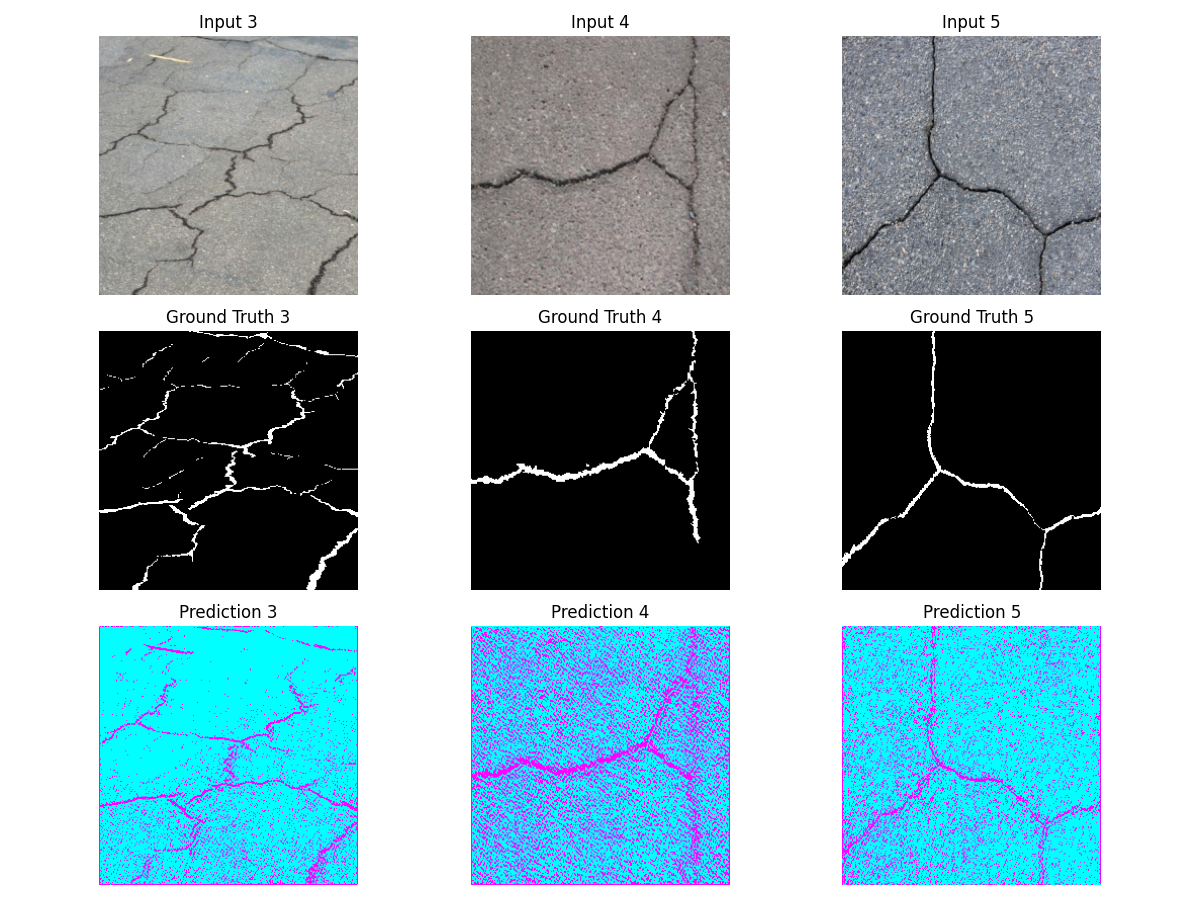 Input 3
Input 4
Input 5
Ground Truth 3
Ground Truth 4
Ground Truth 5
Prediction 3
Prediction 4
Prediction 5